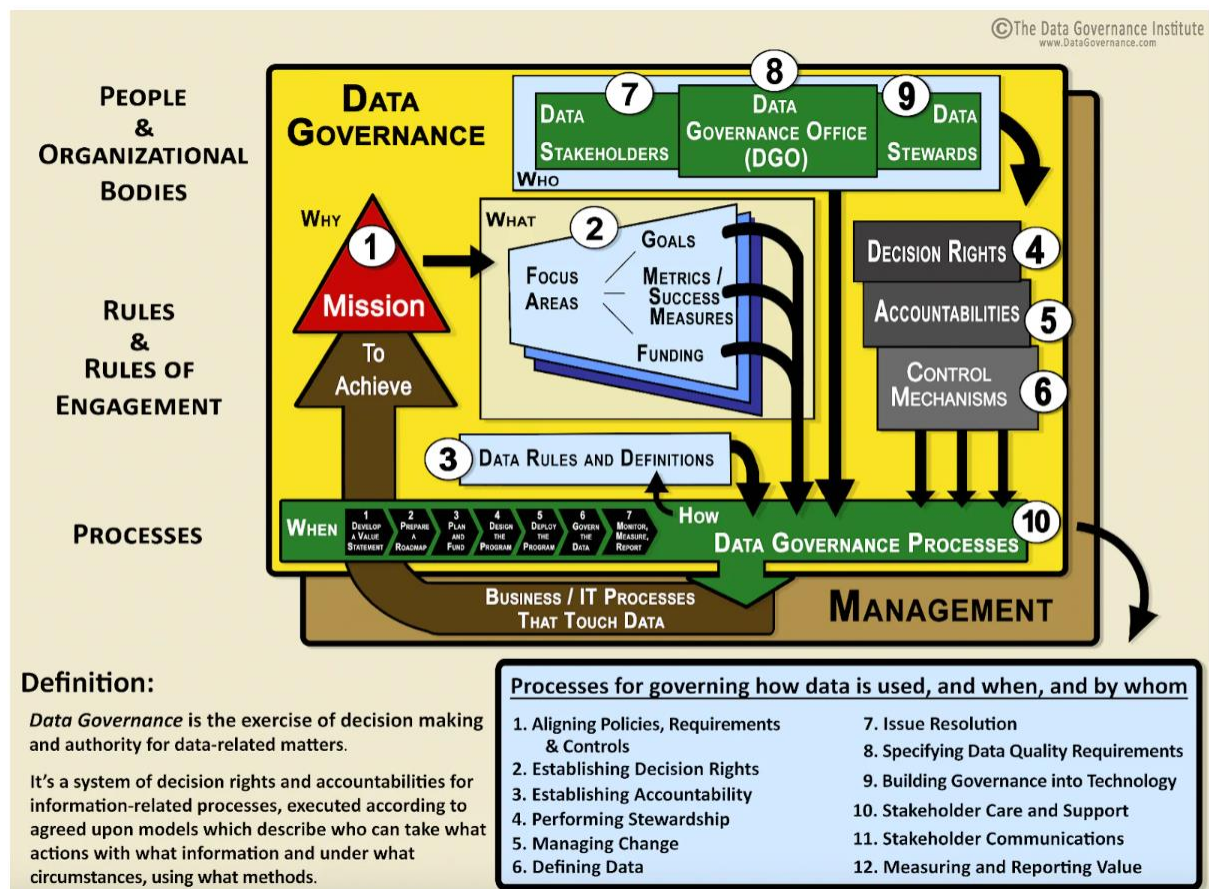 ©The Data Governance Institute
www.DataGovernance.com
PEOPLE
&
ORGANIZATIONAL
BODIES
RULES
&
RULES OF
ENGAGEMENT
PROCESSES
DATA
GOVERNANCE
7
8
9
DATA
STAKEHOLDERS
DATA
GOVERNANCE OFFICE
(DGO)
DATA
STEWARDS
WHO
WHY
1
Mission
To
Achieve
WHAT
2
FOCUS
AREAS
GOALS
METRICS /
SUCCESS
MEASURES
FUNDING
DECISION RIGHTS
4
ACCOUNTABILITIES
5
CONTROL
MECHANISMS
6
3
DATA RULES AND DEFINITIONS
WHEN
1
DEVELOP
A VALUE
STATEMENT
2
PREPARE
A
ROADMAP
3
PLAN
AND
FUND
4
DESIGN
THE
PROGRAM
5
DEPLOY
THE
PROGRAM
6
GOVERN
THE
DATA
7
MONITOR,
MEASURE,
REPORT
HOW
DATA GOVERNANCE PROCESSES
10
BUSINESS / IT PROCESSES
THAT TOUCH DATA
MANAGEMENT
Definition:
Data Governance is the exercise of decision making
and authority for data-related matters.
It's a system of decision rights and accountabilities for
information-related processes, executed according to
agreed upon models which describe who can take what
actions with what information and under what
circumstances, using what methods.
Processes for governing how data is used, and when, and by whom
1. Aligning Policies, Requirements
& Controls
2. Establishing Decision Rights
3. Establishing Accountability
4. Performing Stewardship
5. Managing Change
6. Defining Data
7. Issue Resolution
8. Specifying Data Quality Requirements
9. Building Governance into Technology
10. Stakeholder Care and Support
11. Stakeholder Communications
12. Measuring and Reporting Value